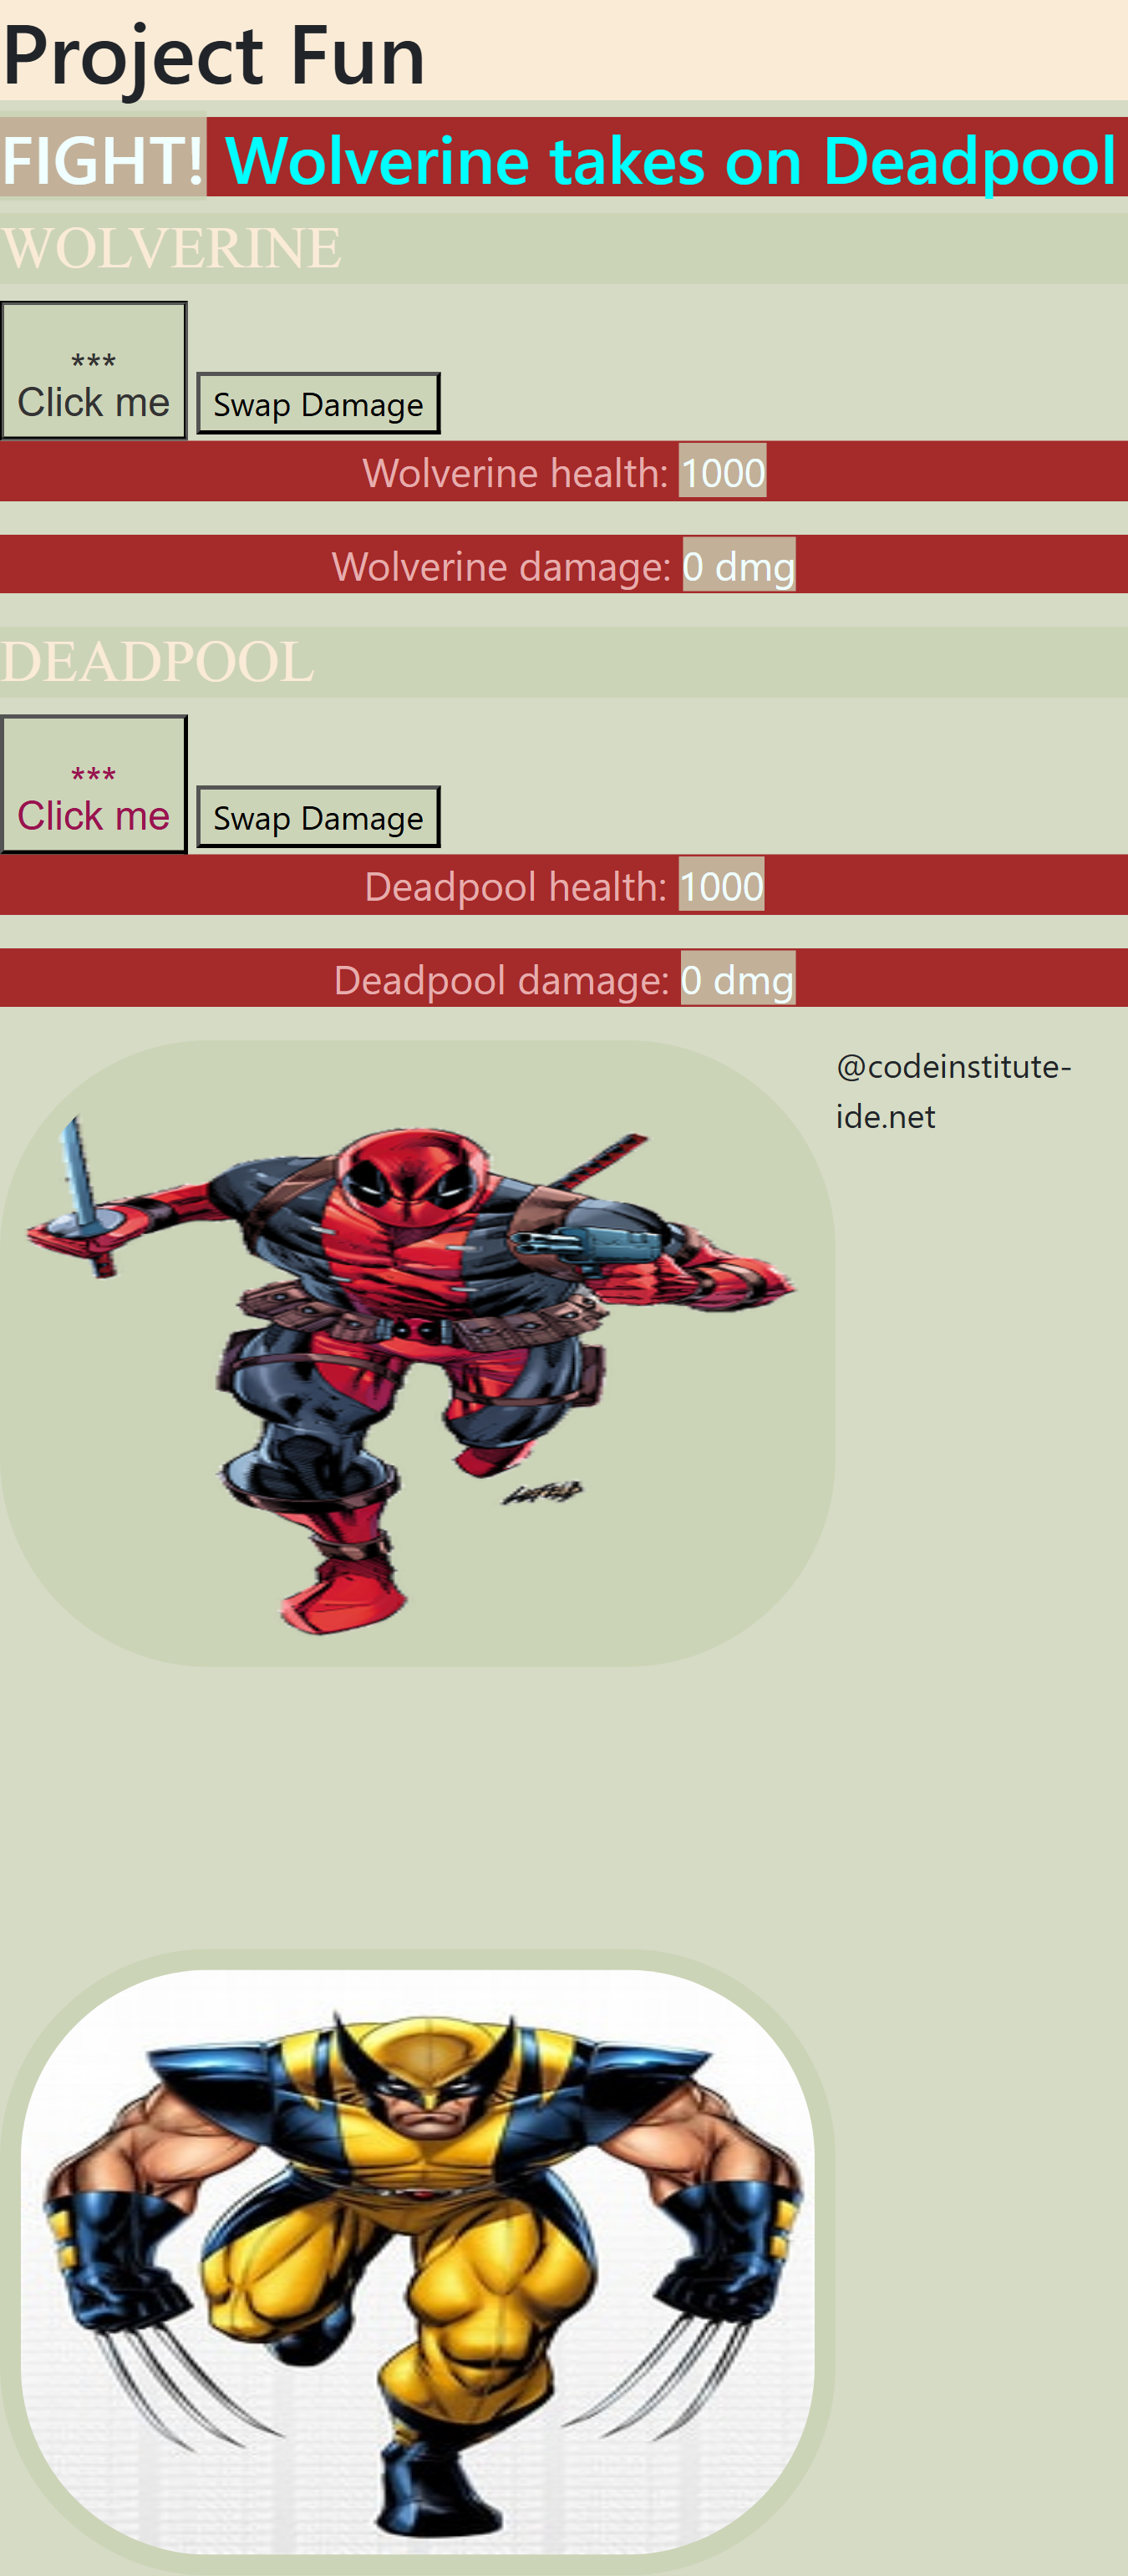 Project Fun
FIGHT! Wolverine takes on Deadpool
WOLVERINE
***
Click me
Swap Damage
Wolverine health: 1000
Wolverine damage: 0 dmg
DEADPOOL
***
Click me
Swap Damage
Deadpool health: 1000
Deadpool damage: 0 dmg
@codeinstitute-
ide.net